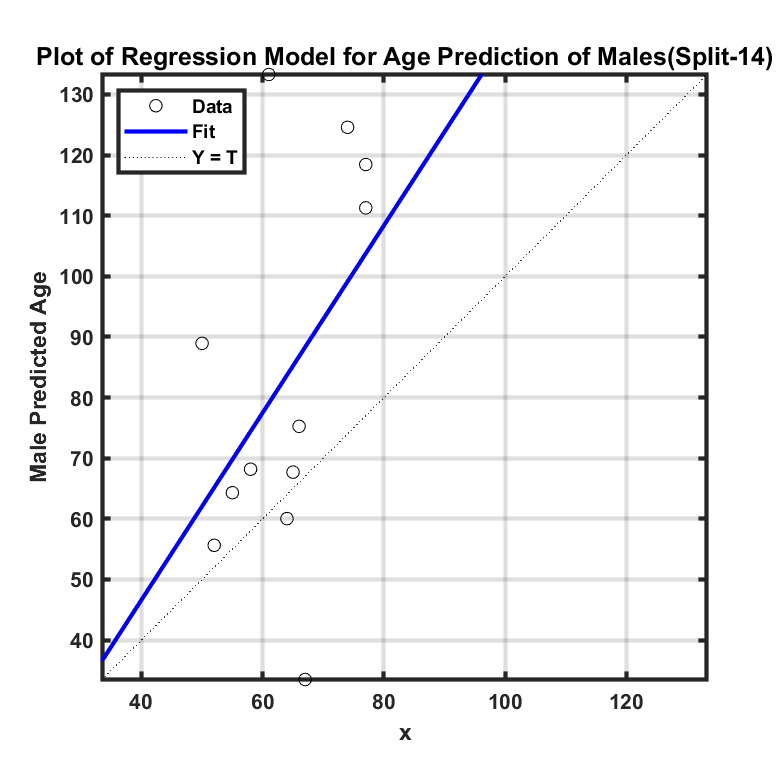 Plot of Regression Model for Age Prediction of Males(Split-14)
Data
Fit
Y = T
130
120
110
100
90
80
70
60
50
40
Male Predicted Age
40 60 80 100 120
x